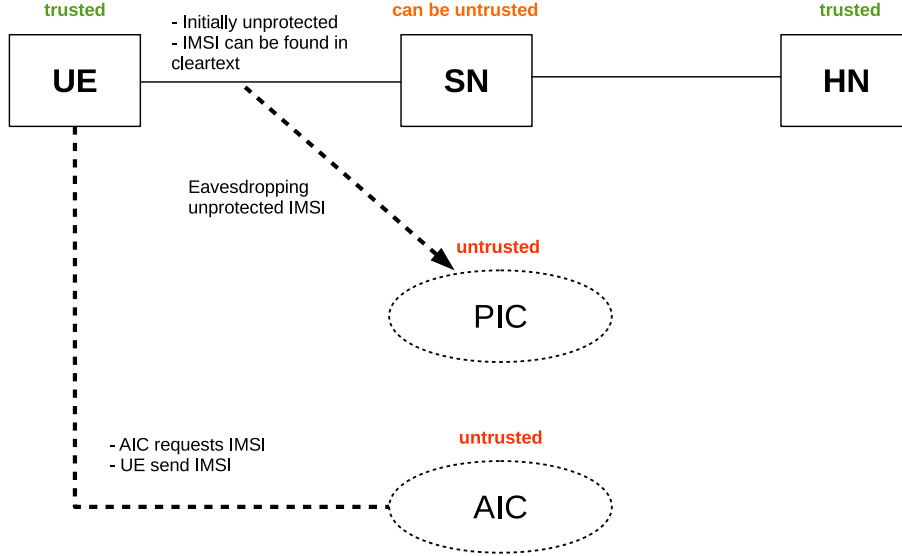 trusted
- Initially unprotected
- IMSI can be found in
cleartext
can be untrusted
trusted
UE
SN
HN
Eavesdropping
unprotected IMSI
untrusted
PIC
- AIC requests IMSI
- UE send IMSI
untrusted
AIC